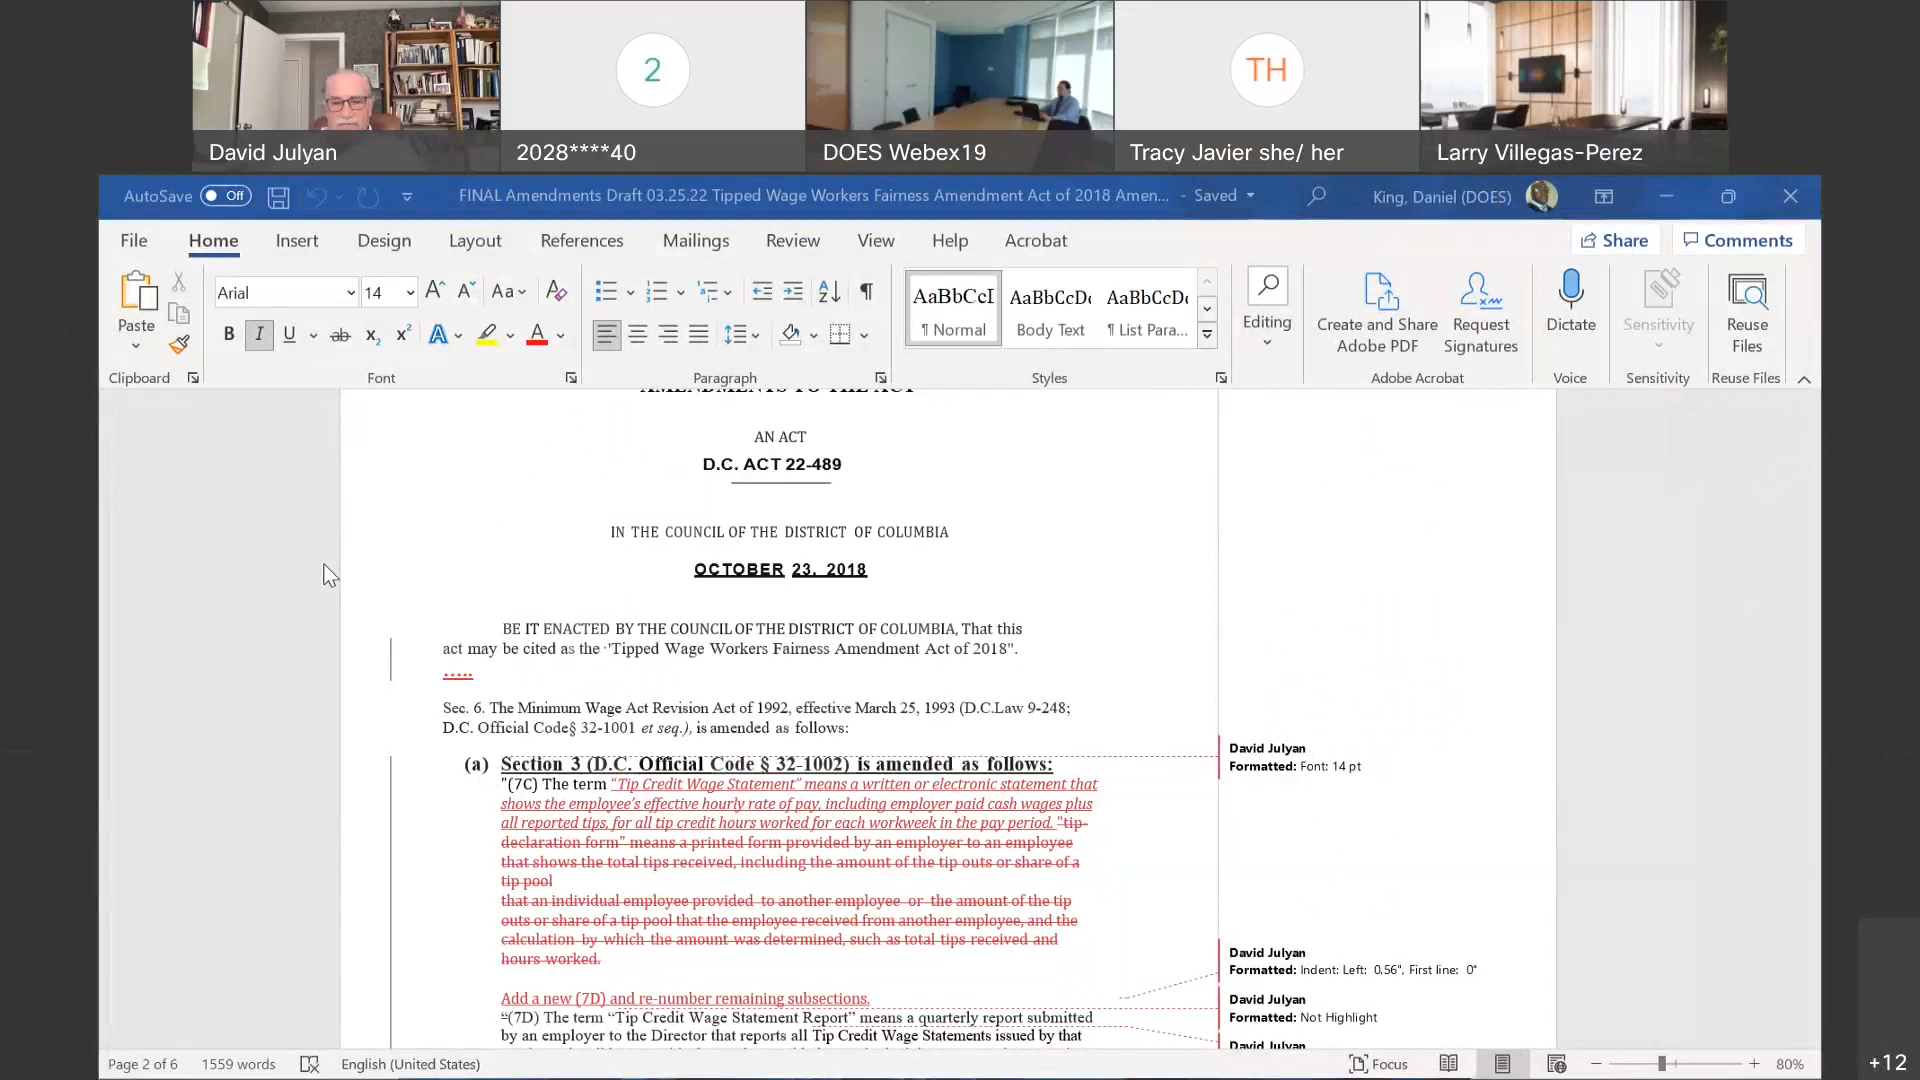 2
TH
David Julyan
2028****40
DOES Webex19
Tracy Javier she/ her
Larry Villegas-Perez
AutoSave Off
FINAL Amendments Draft 03.25.22 Tipped Wage Workers Fairness Amendment Act of 2018 Amen... - Saved
King, Daniel (DOES)
File Home Insert Design Layout References Mailings Review View Help Acrobat
Share Comments
Arial 14 Aa
Paste
B I U ab x2 x2 A A
AaBbCcI AaBbCcDc AaBbCcDc
¶ Normal Body Text ¶ List Para...
Editing
Create and Share Adobe PDF
Request Signatures
Dictate
Sensitivity
Reuse Files
Clipboard Font Paragraph Styles Adobe Acrobat Voice Sensitivity Reuse Files
AMENDMENTS TO THE ACT
AN ACT
D.C. ACT 22-489
IN THE COUNCIL OF THE DISTRICT OF COLUMBIA
OCTOBER 23, 2018
BE IT ENACTED BY THE COUNCIL OF THE DISTRICT OF COLUMBIA, That this
act may be cited as the "Tipped Wage Workers Fairness Amendment Act of 2018".
.....
Sec. 6. The Minimum Wage Act Revision Act of 1992, effective March 25, 1993 (D.C.Law 9-248;
D.C. Official Code§ 32-1001 et seq.), is amended as follows:
(a) Section 3 (D.C. Official Code § 32-1002) is amended as follows:
"(7C) The term "Tip Credit Wage Statement" means a written or electronic statement that
shows the employee's effective hourly rate of pay, including employer paid cash wages plus
all reported tips, for all tip credit hours worked for each workweek in the pay period. "tip-
declaration form" means a printed form provided by an employer to an employee
that shows the total tips received, including the amount of the tip outs or share of a
tip pool
that an individual employee provided to another employee or the amount of the tip
outs or share of a tip pool that the employee received from another employee, and the
calculation by which the amount was determined, such as total tips received and
hours worked.
Add a new (7D) and re-number remaining subsections.
"(7D) The term "Tip Credit Wage Statement Report" means a quarterly report submitted
by an employer to the Director that reports all Tip Credit Wage Statements issued by that
David Julyan
Formatted: Font: 14 pt
David Julyan
Formatted: Indent: Left: 0.56", First line: 0"
David Julyan
Formatted: Not Highlight
David Julyan
Page 2 of 6 1559 words English (United States) Focus 80%
+12